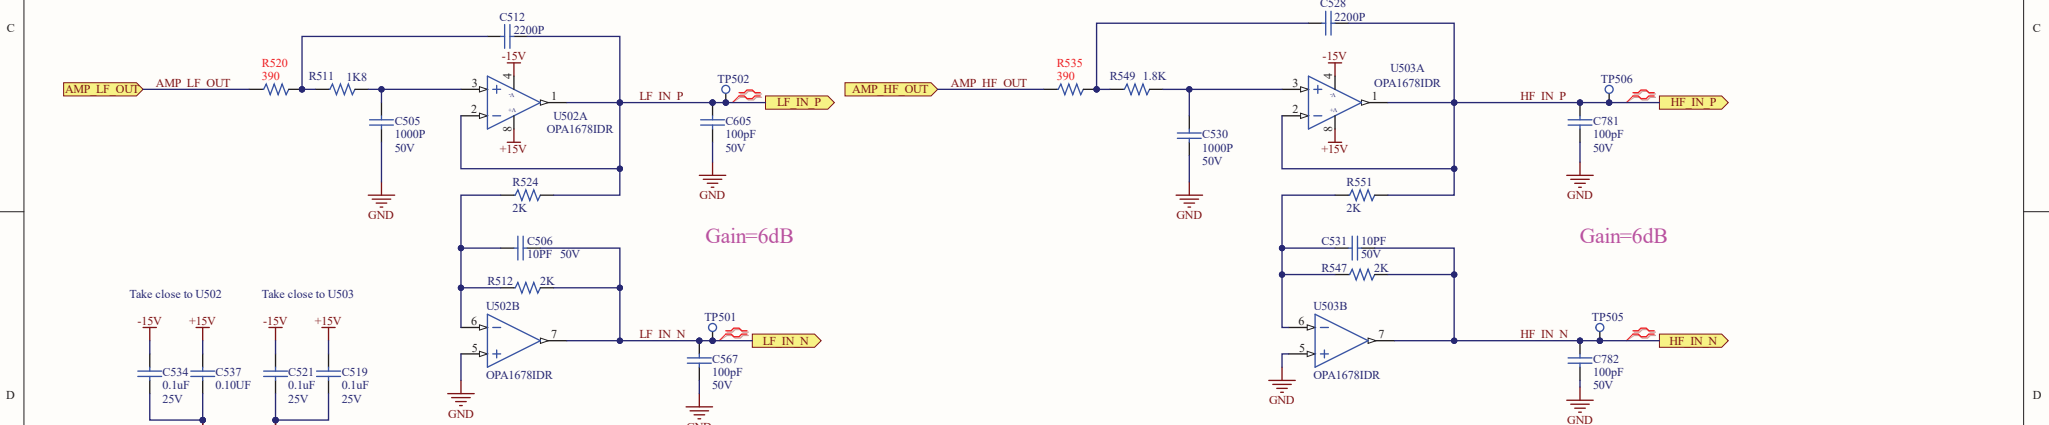 C
C512
2200P
-15V
4
R520
390
AMP_LF_OUT
AMP_LF_OUT
R511
1K8
3
2
1
8
+15V
U502A
OPA1678IDR
C505
1000P
50V
GND
LF_IN_P
TP502
LF_IN_P
C605
100pF
50V
GND
R524
2K
Gain=6dB
C506
10PF
50V
R512
2K
U502B
6
5
7
OPA1678IDR
GND
LF_IN_N
TP501
LF_IN_N
C567
100pF
50V
GND
Take close to U502
-15V
+15V
C534
0.1uF
25V
C537
0.10UF
Take close to U503
-15V
+15V
C521
0.1uF
25V
C519
0.1uF
25V
D
C528
2200P
-15V
4
U503A
OPA1678IDR
AMP_HF_OUT
AMP_HF_OUT
R535
390
R549
1.8K
3
2
1
8
+15V
C530
1000P
50V
GND
HF_IN_P
TP506
HF_IN_P
C781
100pF
50V
GND
R551
2K
Gain=6dB
C531
10PF
50V
R547
2K
U503B
6
5
7
OPA1678IDR
GND
HF_IN_N
TP505
HF_IN_N
C782
100pF
50V
GND
C
D